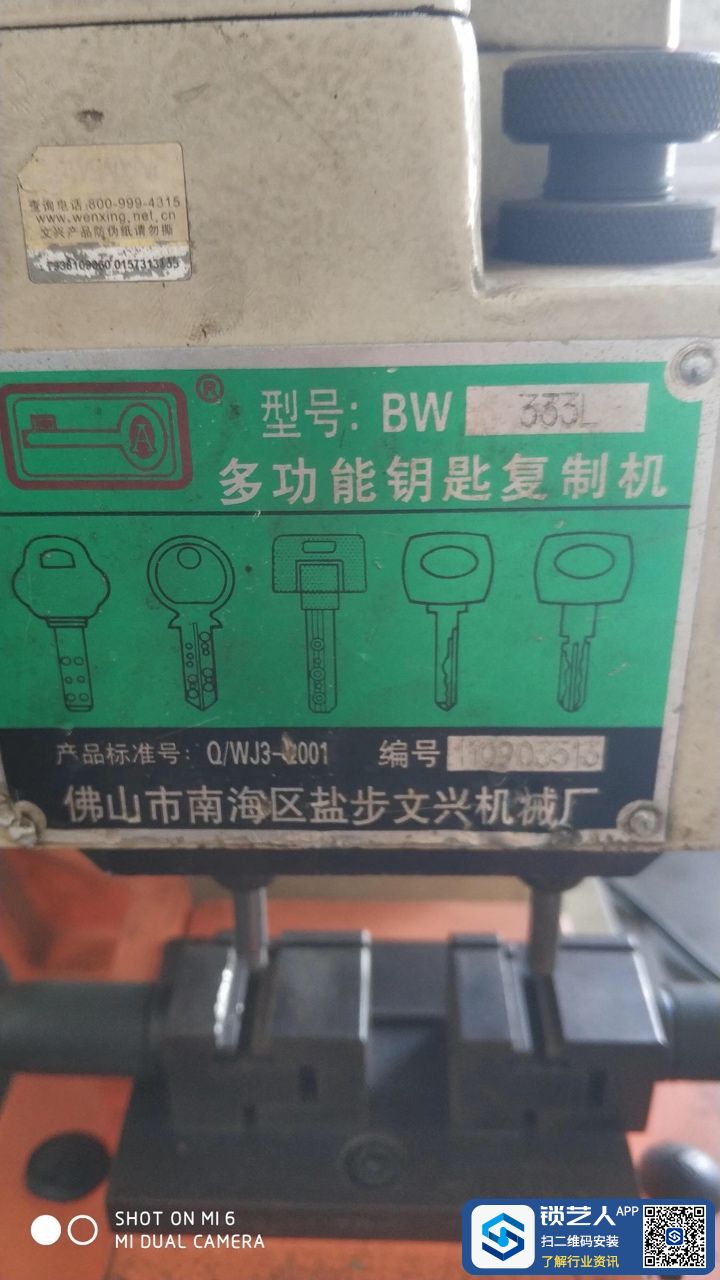 查询电话:800-999-4315
www.wenxing.net.cn
文兴产品防伪纸请勿撕
A
®
型号: BW 333L
多功能钥匙复制机
产品标准号: Q/WJ3-2001 编号
佛山市南海区盐步文兴机械厂
SHOT ON MI 6
MI DUAL CAMERA
锁艺人APP
扫二维码安装
了解行业资讯